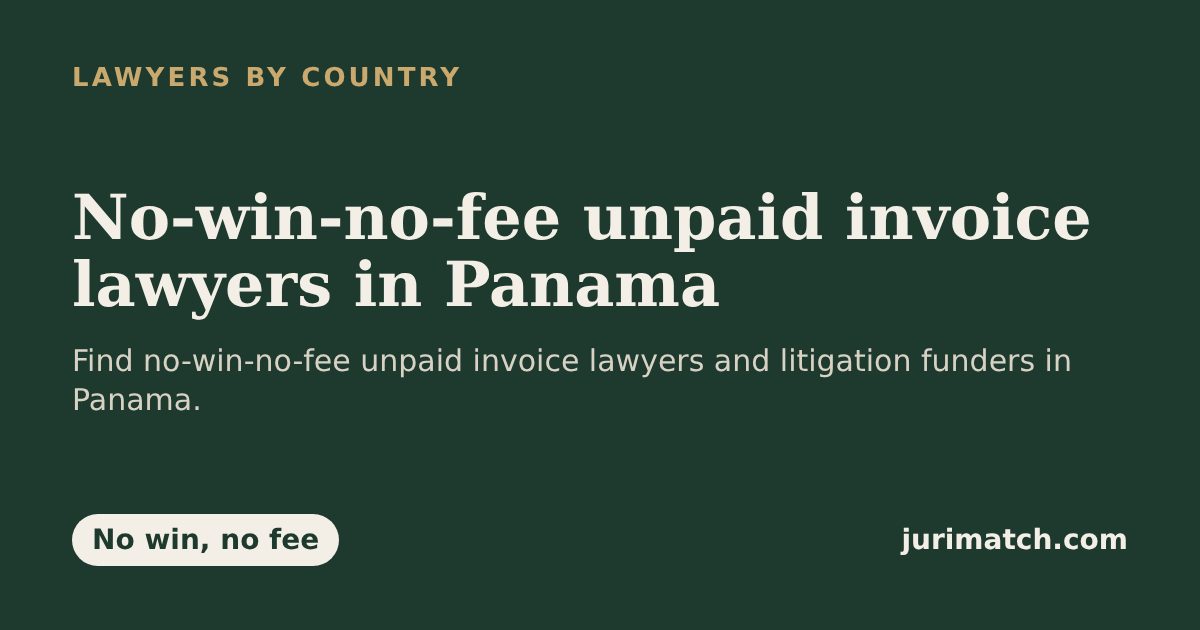 LAWYERS BY COUNTRY
No-win-no-fee unpaid invoice
lawyers in Panama
Find no-win-no-fee unpaid invoice lawyers and litigation funders in
Panama.
No win, no fee
jurimatch.com